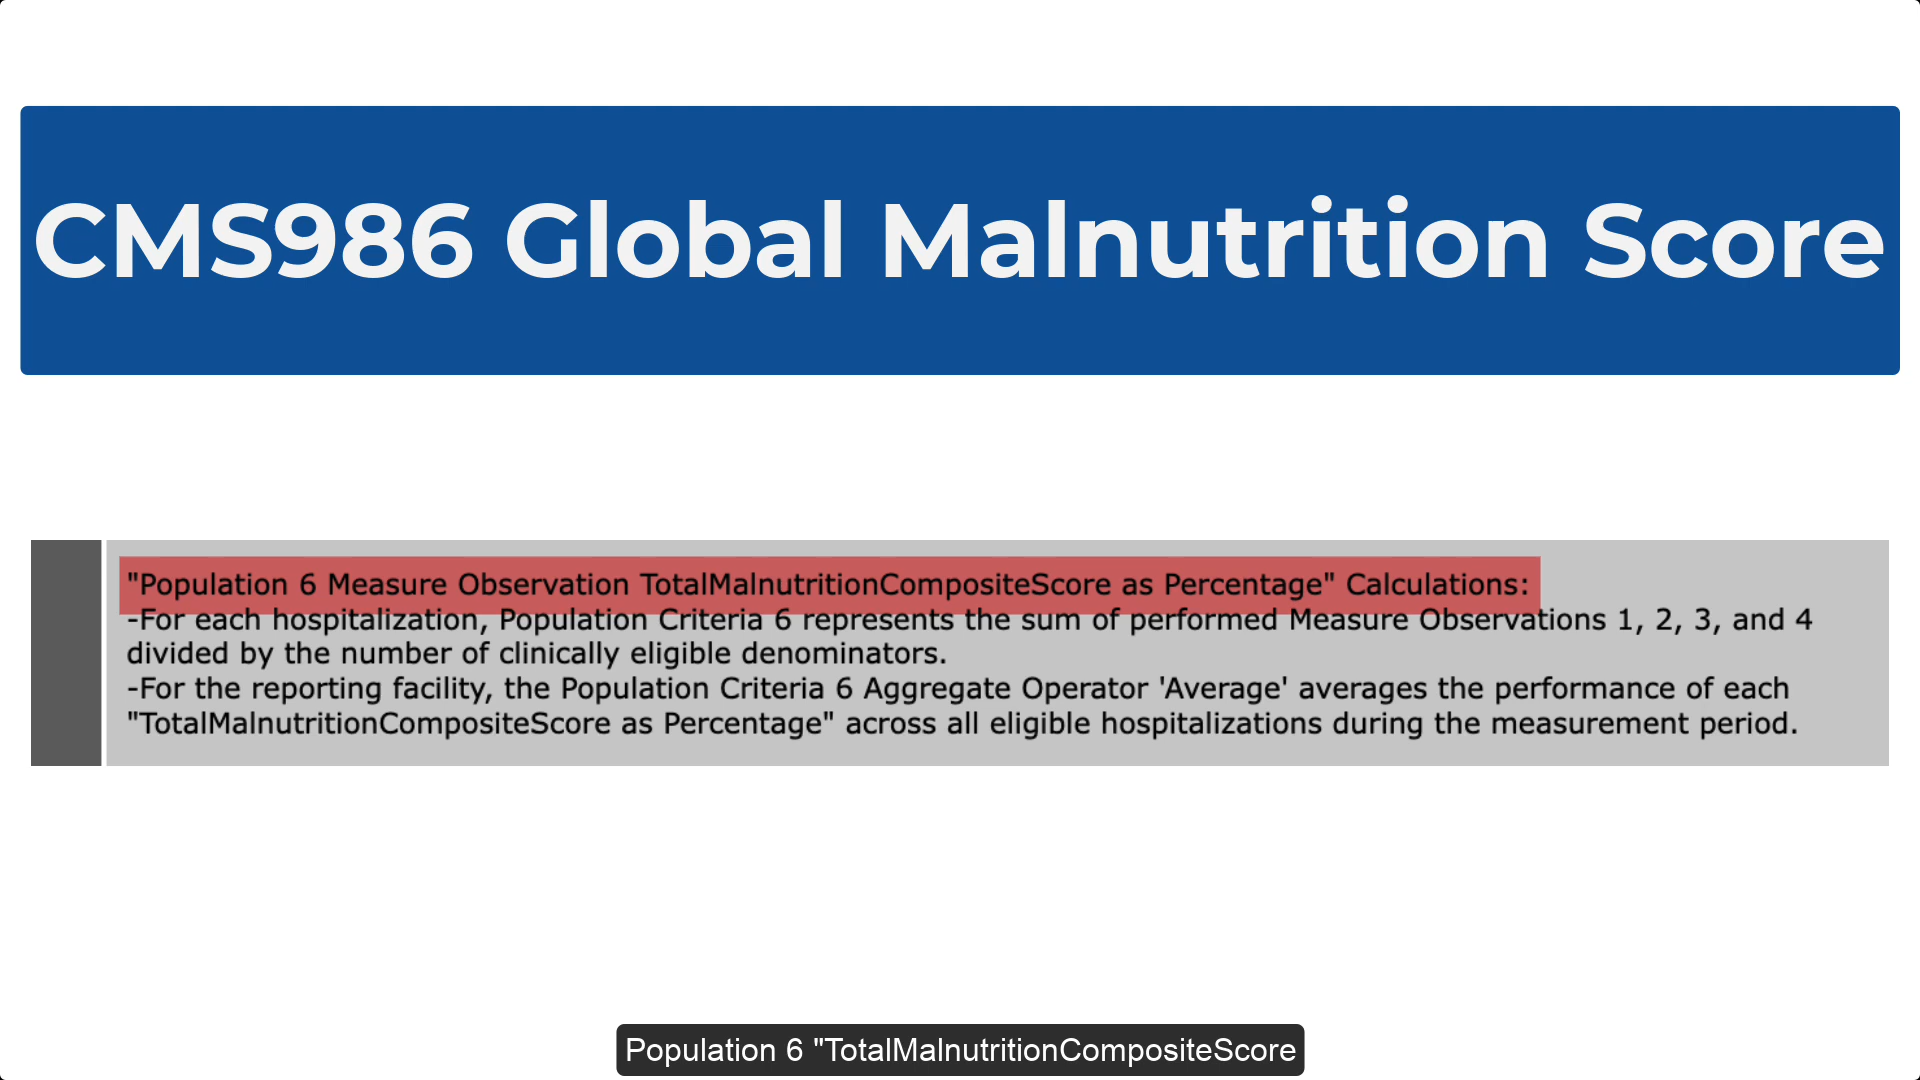 CMS986 Global Malnutrition Score
"Population 6 Measure Observation TotalMalnutritionCompositeScore as Percentage" Calculations:
-For each hospitalization, Population Criteria 6 represents the sum of performed Measure Observations 1, 2, 3, and 4
divided by the number of clinically eligible denominators.
-For the reporting facility, the Population Criteria 6 Aggregate Operator 'Average' averages the performance of each
"TotalMalnutritionCompositeScore as Percentage" across all eligible hospitalizations during the measurement period.
Population 6 "TotalMalnutritionCompositeScore